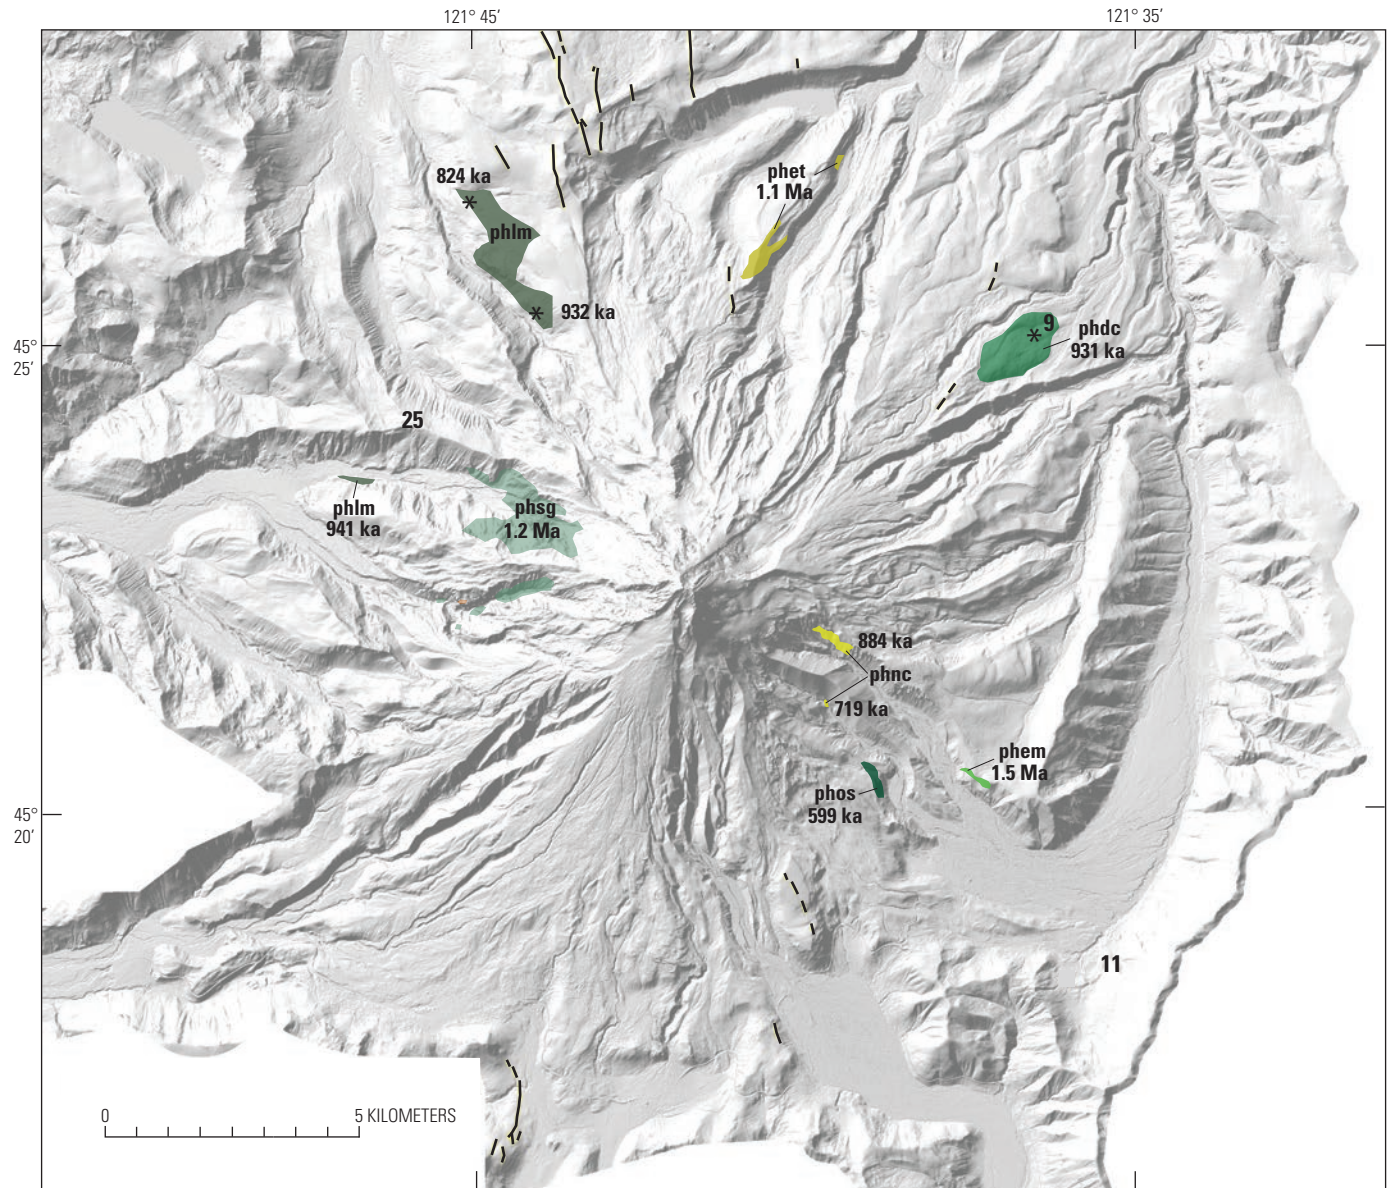 121° 45′
121° 35′
824 ka
phlm
932 ka
phet
1.1 Ma
9
phdc
931 ka
45°
25′
25
phlm
941 ka
phsg
1.2 Ma
884 ka
phnc
719 ka
phem
1.5 Ma
phos
599 ka
45°
20′
11
0
5 KILOMETERS